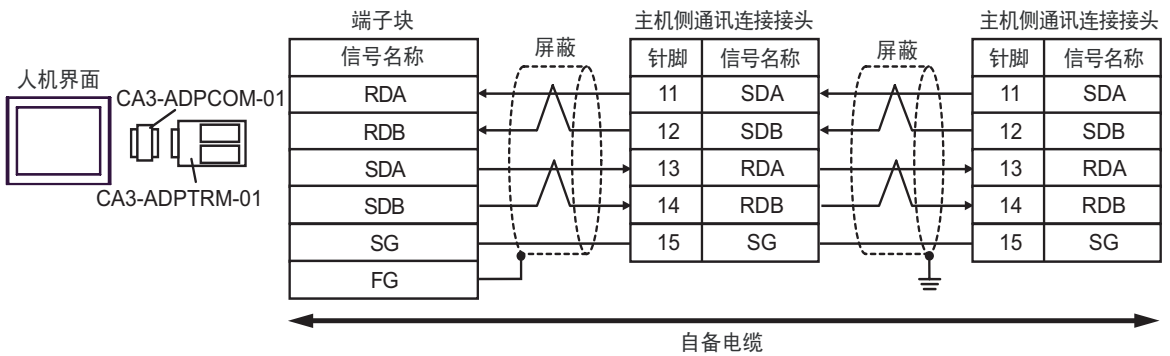 人机界面
CA3-ADPCOM-01
CA3-ADPTRM-01
端子块
信号名称
RDA
RDB
SDA
SDB
SG
FG
屏蔽
主机侧通讯连接接头
针脚 信号名称
11 SDA
12 SDB
13 RDA
14 RDB
15 SG
屏蔽
主机侧通讯连接接头
针脚 信号名称
11 SDA
12 SDB
13 RDA
14 RDB
15 SG
自备电缆